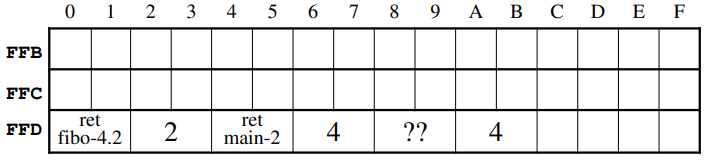 0 1 2 3 4 5 6 7 8 9 A B C D E F
FFB
FFC
FFD ret fibo-4.2 2 ret main-2 4 ?? 4